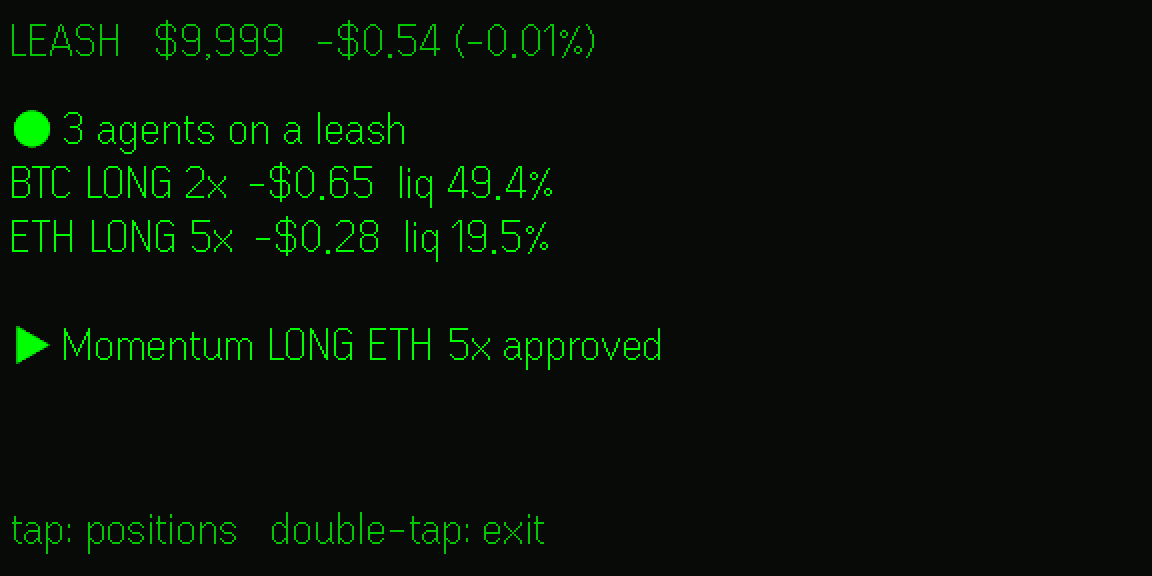 LEASH $9,999 -$0.54 (-0.01%)
3 agents on a leash
BTC LONG 2x -$0.65 liq 49.4%
ETH LONG 5x -$0.28 liq 19.5%
Momentum LONG ETH 5x approved
tap: positions double-tap: exit